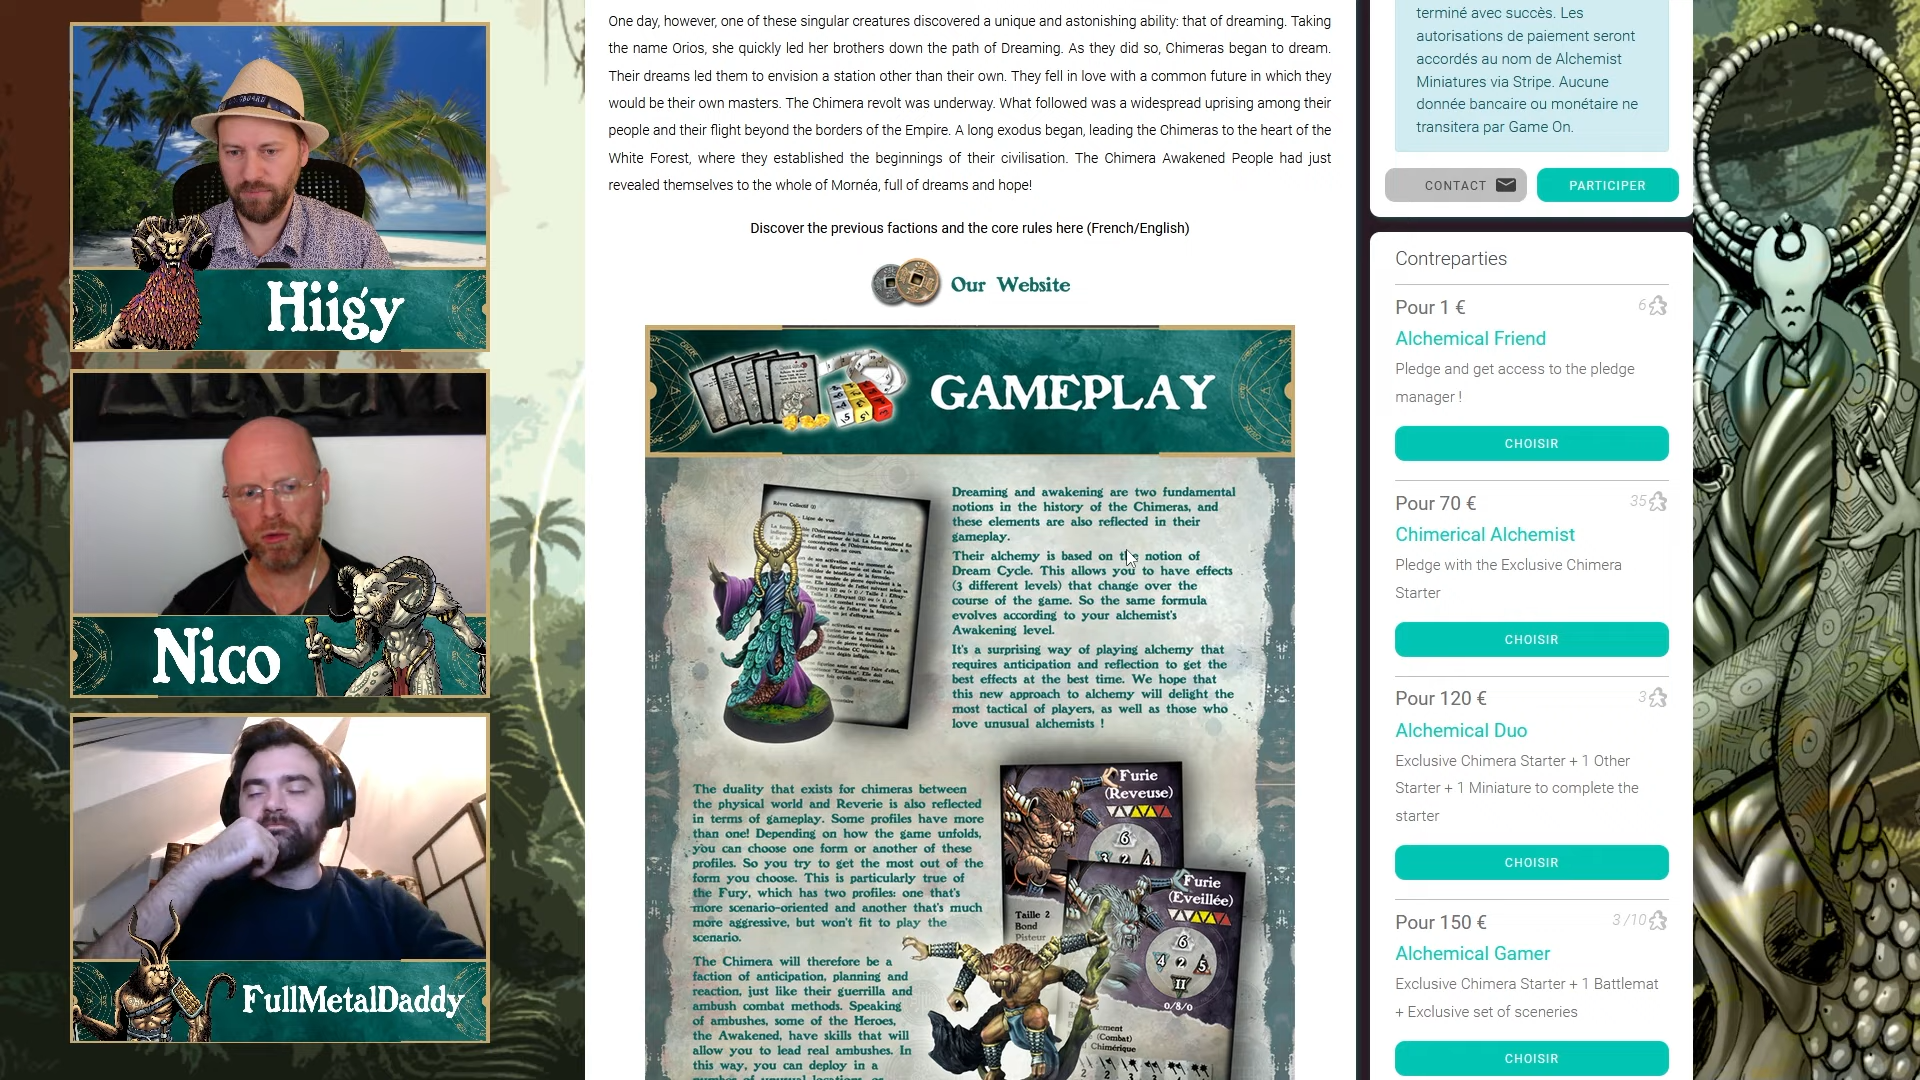 Hiigy
Nico
FullMetalDaddy
One day, however, one of these singular creatures discovered a unique and astonishing ability: that of dreaming. Taking
the name Orios, she quickly led her brothers down the path of Dreaming. As they did so, Chimeras began to dream.
Their dreams led them to envision a station other than their own. They fell in love with a common future in which they
would be their own masters. The Chimera revolt was underway. What followed was a widespread uprising among their
people and their flight beyond the borders of the Empire. A long exodus began, leading the Chimeras to the heart of the
White Forest, where they established the beginnings of their civilisation. The Chimera Awakened People had just
revealed themselves to the whole of Mornéa, full of dreams and hope!
Discover the previous factions and the core rules here (French/English)
Our Website
GAMEPLAY
Dreaming and awakening are two fundamental
notions in the history of the Chimeras, and
these elements are also reflected in their
gameplay.
Their alchemy is based on the notion of
Dream Cycle. This allows you to have effects
(3 different levels) that change over the
course of the game. So the same formula
evolves according to your alchemist's
Awakening level.
It's a surprising way of playing alchemy that
requires anticipation and reflection to get the
best effects at the best time. We hope that
this new approach to alchemy will delight the
most tactical of players, as well as those who
love unusual alchemists !
The duality that exists for chimeras between
the physical world and Reverie is also reflected
in terms of gameplay. Some profiles have more
than one! Depending on how the game unfolds,
you can choose one form or another of these
profiles. So you try to get the most out of the
form you choose. This is particularly true of
the Fury, which has two profiles: one that's
more scenario-oriented and another that's much
more aggressive, but won't fit to play the
scenario.
The Chimera will therefore be a
faction of anticipation, planning and
reaction, just like their guerrilla and
ambush combat methods. Speaking
of ambushes, some of the Heroes,
the Awakened, have skills that will
allow you to lead real ambushes. In
this way, you can deploy in a
number of unusual locations, or
Furie
(Reveuse)
6
3 2 4
Taille 2
Bond
Pisteur
Furie
(Eveillée)
6
4 2 5
11
0/8/0
(Combat)
Chimérique
terminé avec succès. Les
autorisations de paiement seront
accordés au nom de Alchemist
Miniatures via Stripe. Aucune
donnée bancaire ou monétaire ne
transitera par Game On.
CONTACT
PARTICIPER
Contreparties
Pour 1 € 6
Alchemical Friend
Pledge and get access to the pledge
manager !
CHOISIR
Pour 70 € 35
Chimerical Alchemist
Pledge with the Exclusive Chimera
Starter
CHOISIR
Pour 120 € 3
Alchemical Duo
Exclusive Chimera Starter + 1 Other
Starter + 1 Miniature to complete the
starter
CHOISIR
Pour 150 € 3 /10
Alchemical Gamer
Exclusive Chimera Starter + 1 Battlemat
+ Exclusive set of sceneries
CHOISIR